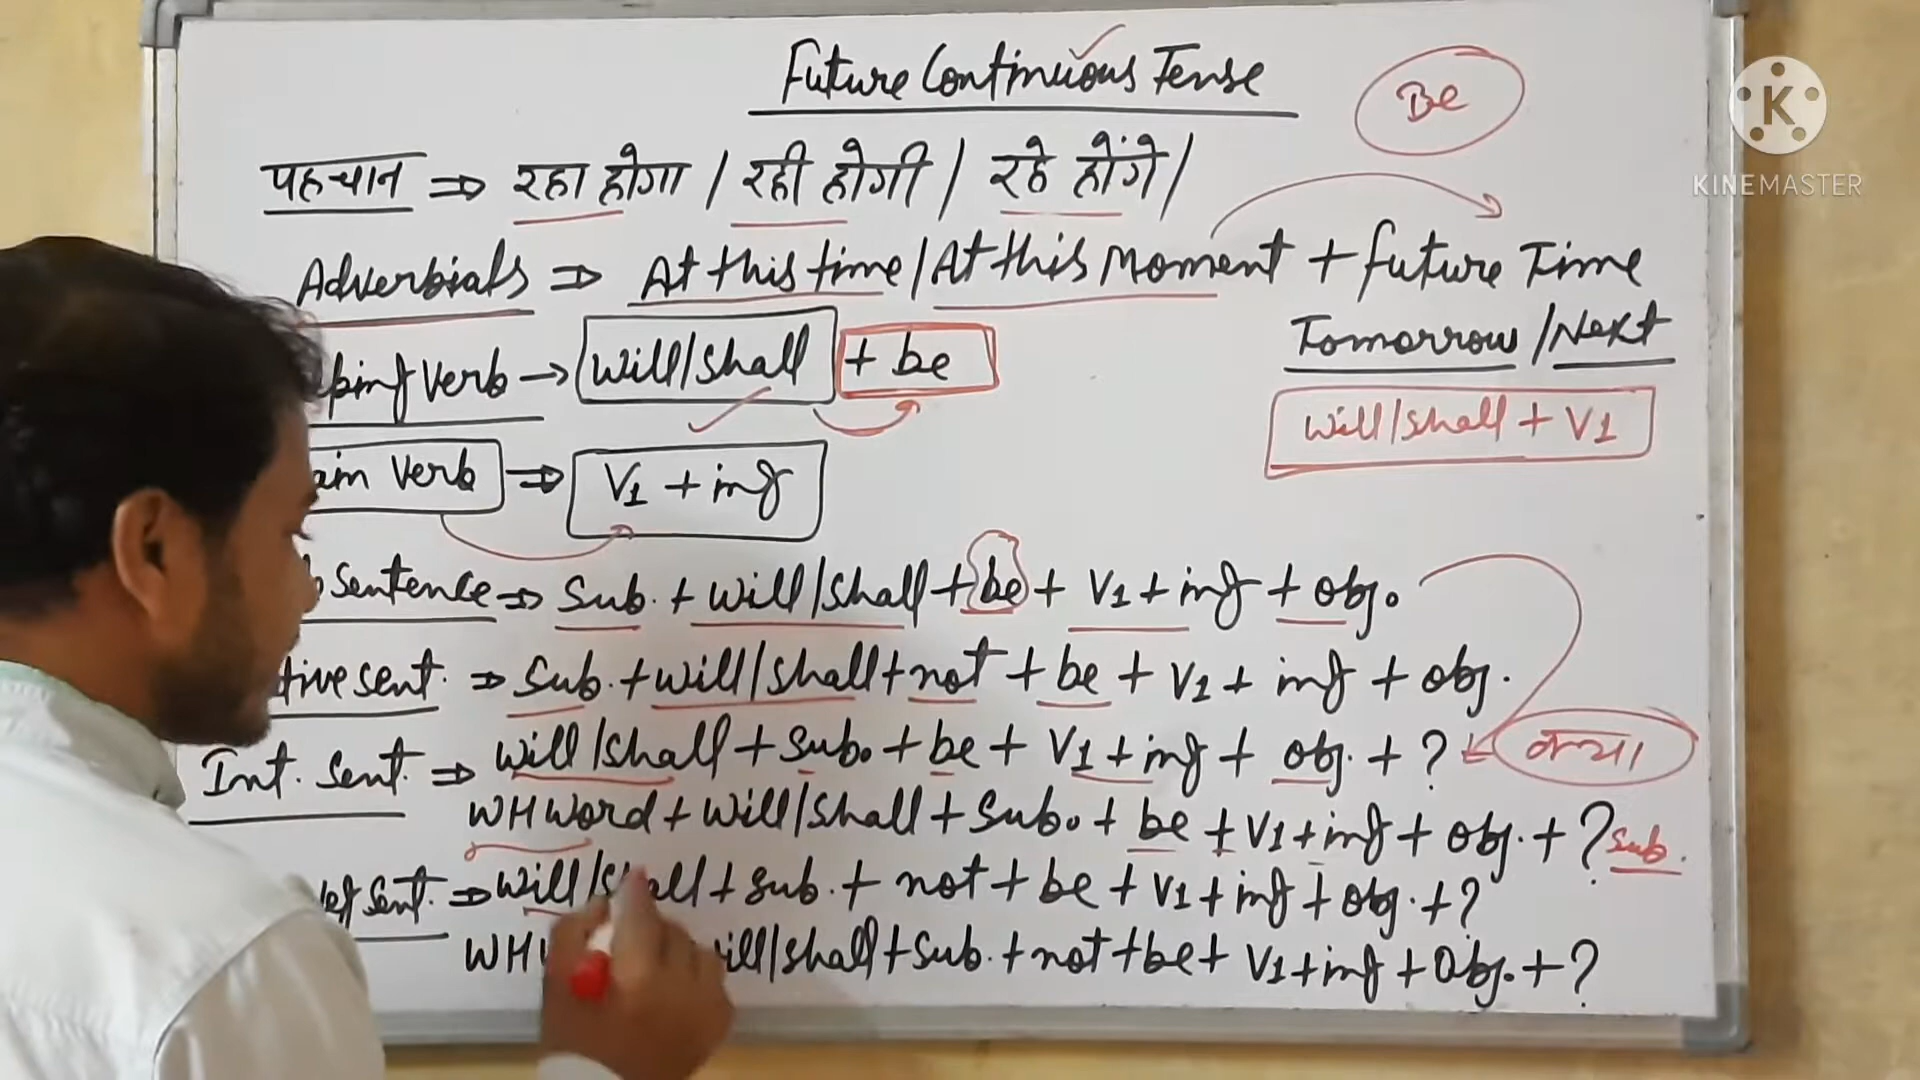 Future Continuous Tense
Be
K
KINEMASTER
पहचान ⇒ रहा होगा / रही होगी / रहे होंगे /
Adverbials ⇒ At this time / At this Moment + future Time
Tomorrow / Next
ping Verb → will/shall + be
will/shall + V1
ain Verb ⇒ V1 + ing
sentence ⇒ Sub. + will/shall + be + V1 + ing + obj.
tive sent. ⇒ Sub. + will/shall + not + be + V1 + ing + obj.
Int. sent. ⇒ will/shall + sub. + be + V1 + ing + obj. + ? क्या
WH word + will/shall + sub. + be + V1 + ing + obj. + ? Sub.
sent. ⇒ will/shall + sub. + not + be + V1 + ing + obj. + ?
WH will/shall + sub. + not + be + V1 + ing + Obj. + ?